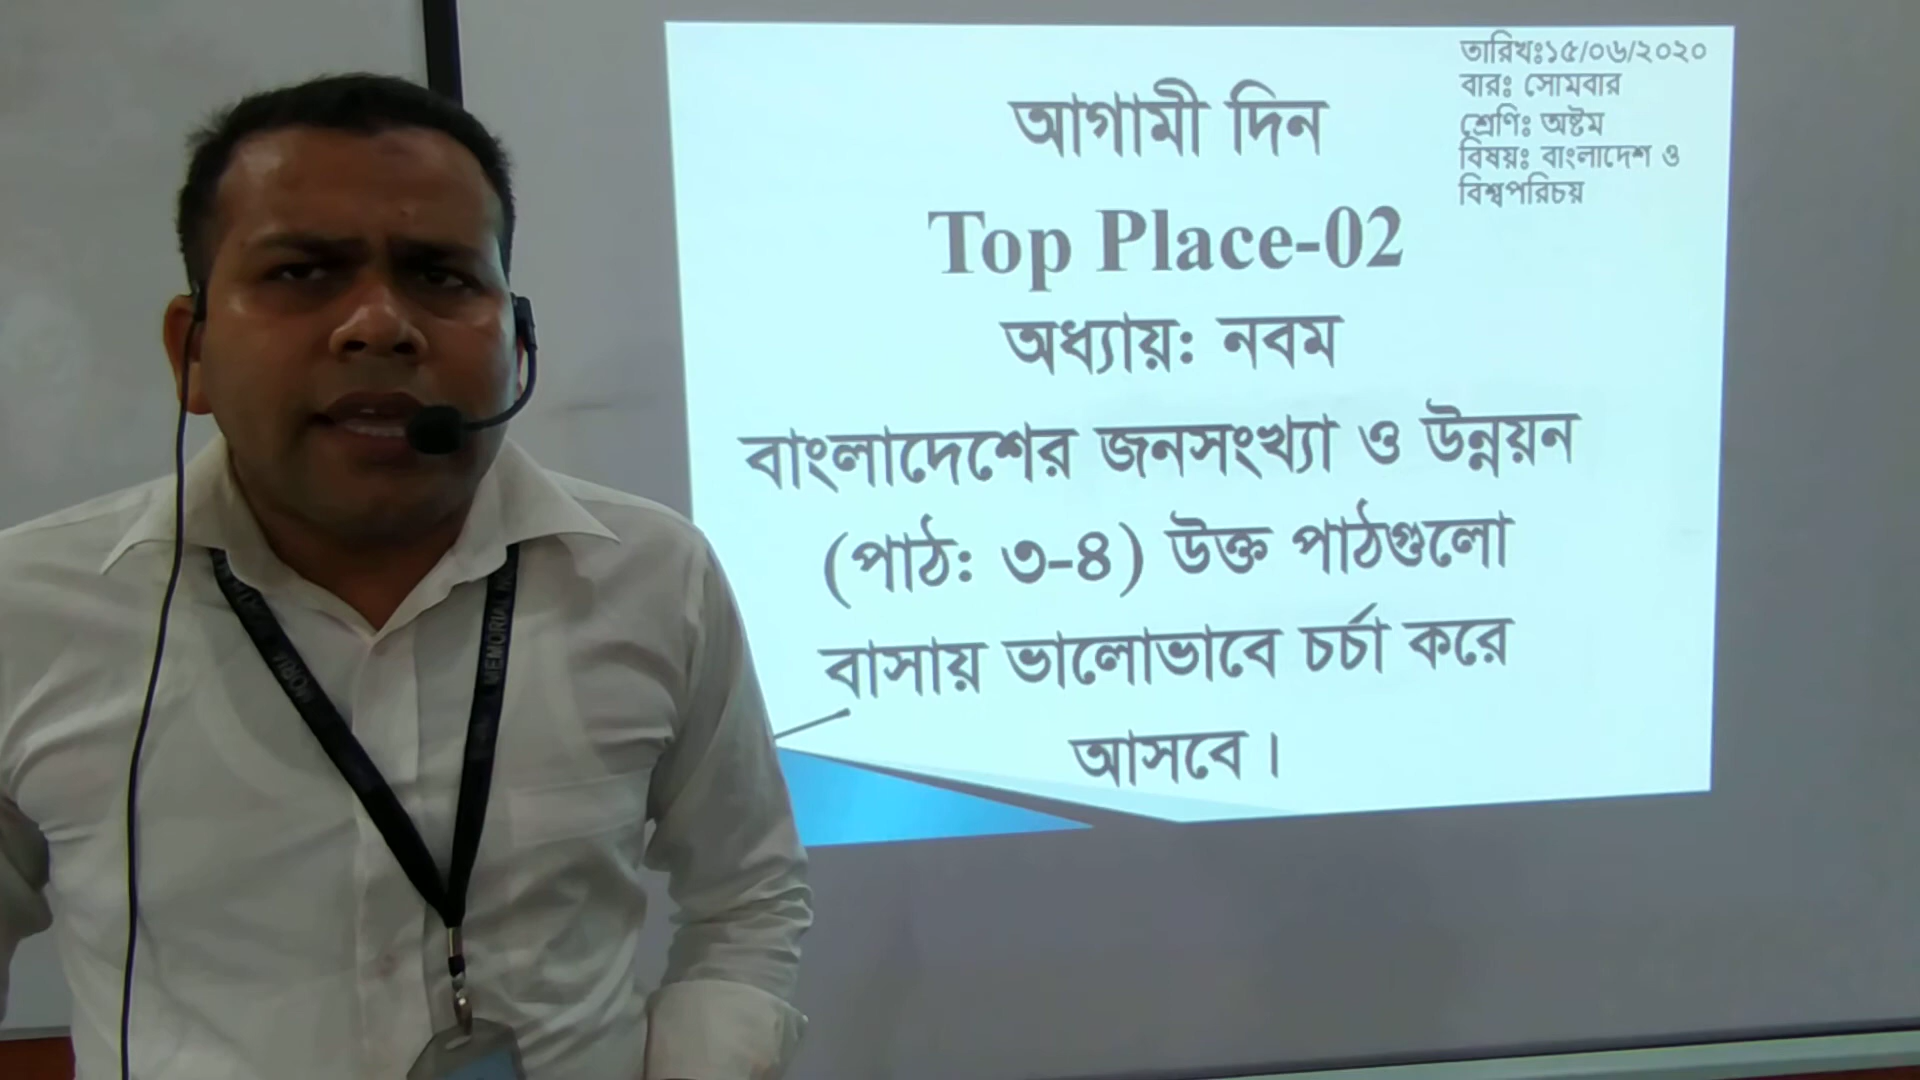 তারিখঃ১৫/০৬/২০২০
বারঃ সোমবার
শ্রেণিঃ অষ্টম
বিষয়ঃ বাংলাদেশ ও
বিশ্বপরিচয়
আগামী দিন
Top Place-02
অধ্যায়: নবম
বাংলাদেশের জনসংখ্যা ও উন্নয়ন
(পাঠ: ৩-৪) উক্ত পাঠগুলো
বাসায় ভালোভাবে চর্চা করে
আসবে।
MEMORIAL